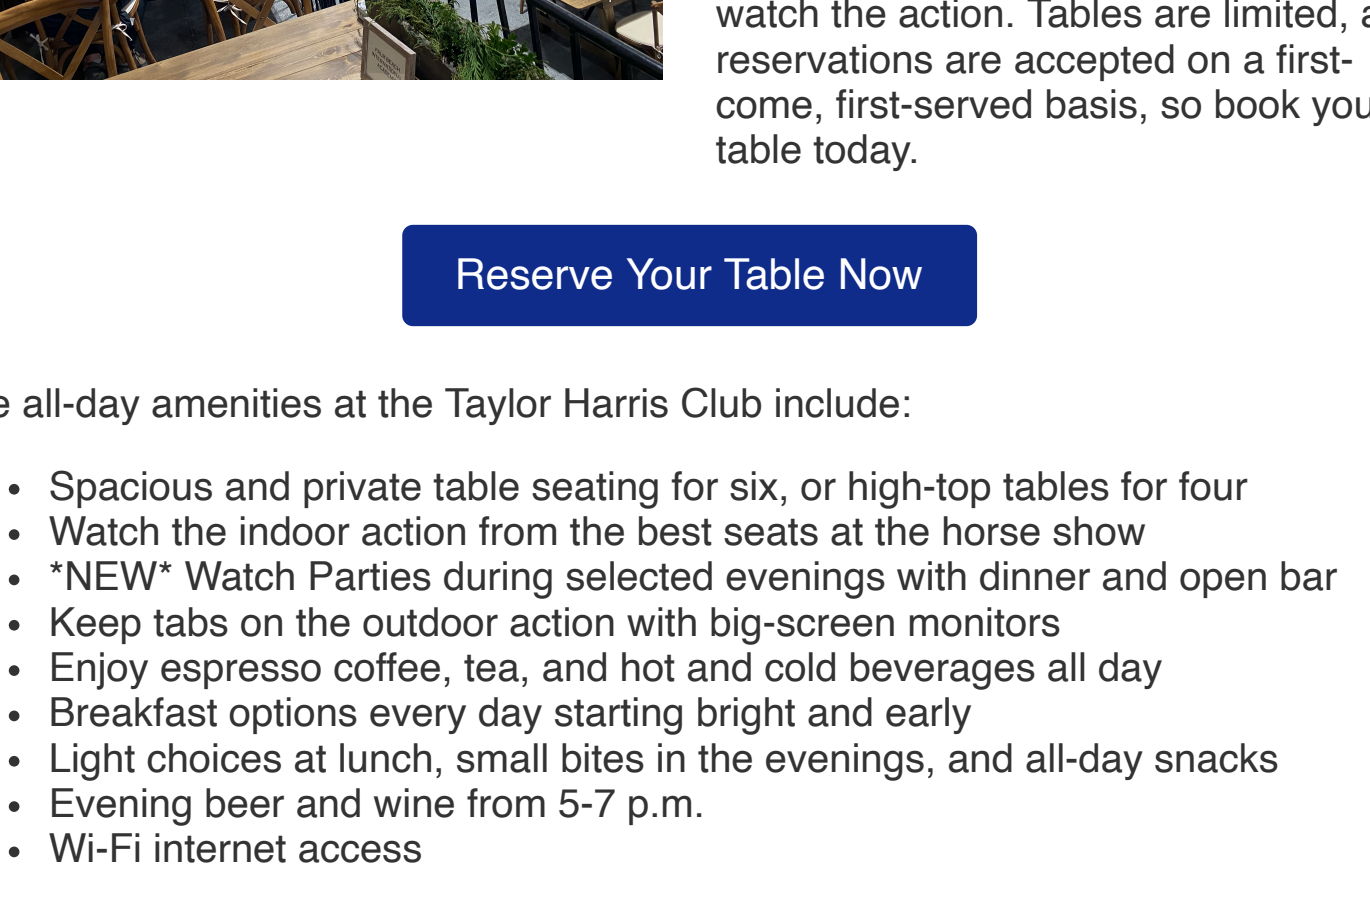 watch the action. Tables are limited,
reservations are accepted on a first-
come, first-served basis, so book you
table today.
Reserve Your Table Now
e all-day amenities at the Taylor Harris Club include:
• Spacious and private table seating for six, or high-top tables for four
• Watch the indoor action from the best seats at the horse show
• *NEW* Watch Parties during selected evenings with dinner and open bar
• Keep tabs on the outdoor action with big-screen monitors
• Enjoy espresso coffee, tea, and hot and cold beverages all day
• Breakfast options every day starting bright and early
• Light choices at lunch, small bites in the evenings, and all-day snacks
• Evening beer and wine from 5-7 p.m.
• Wi-Fi internet access